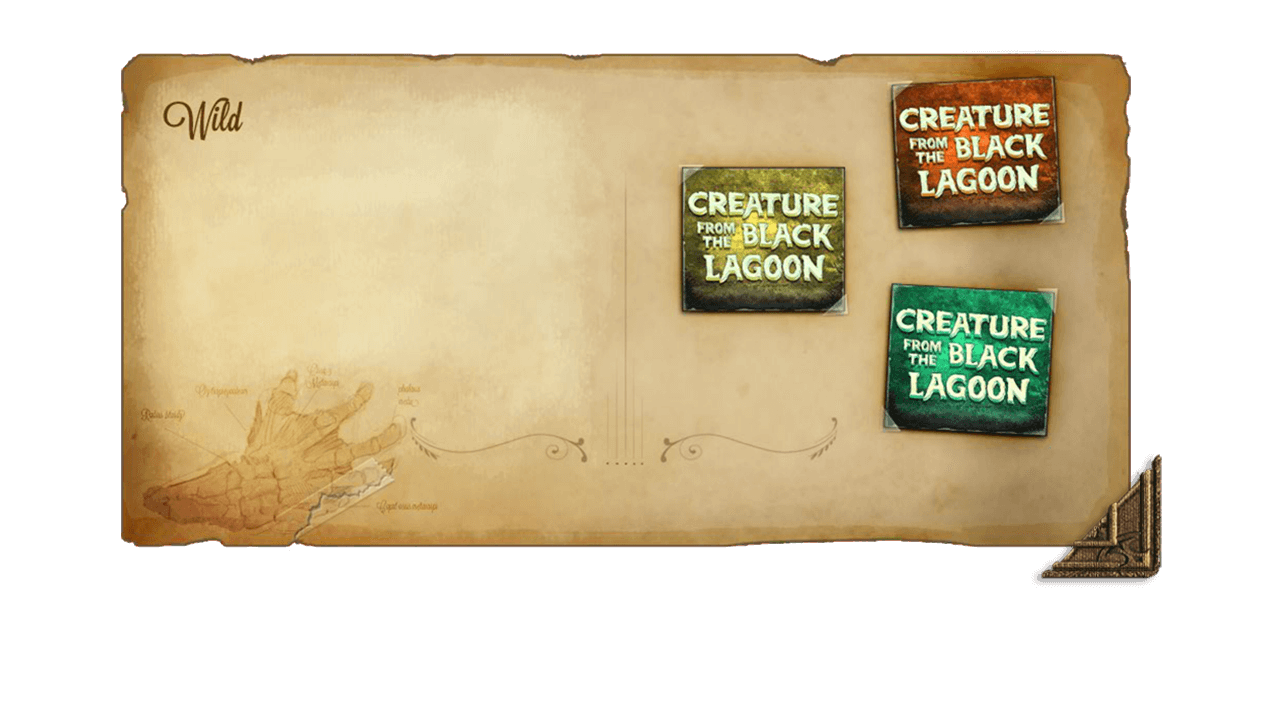 Wild
CREATURE
FROM
THE BLACK
LAGOON
CREATURE
FROM
THE BLACK
LAGOON
CREATURE
FROM
THE BLACK
LAGOON